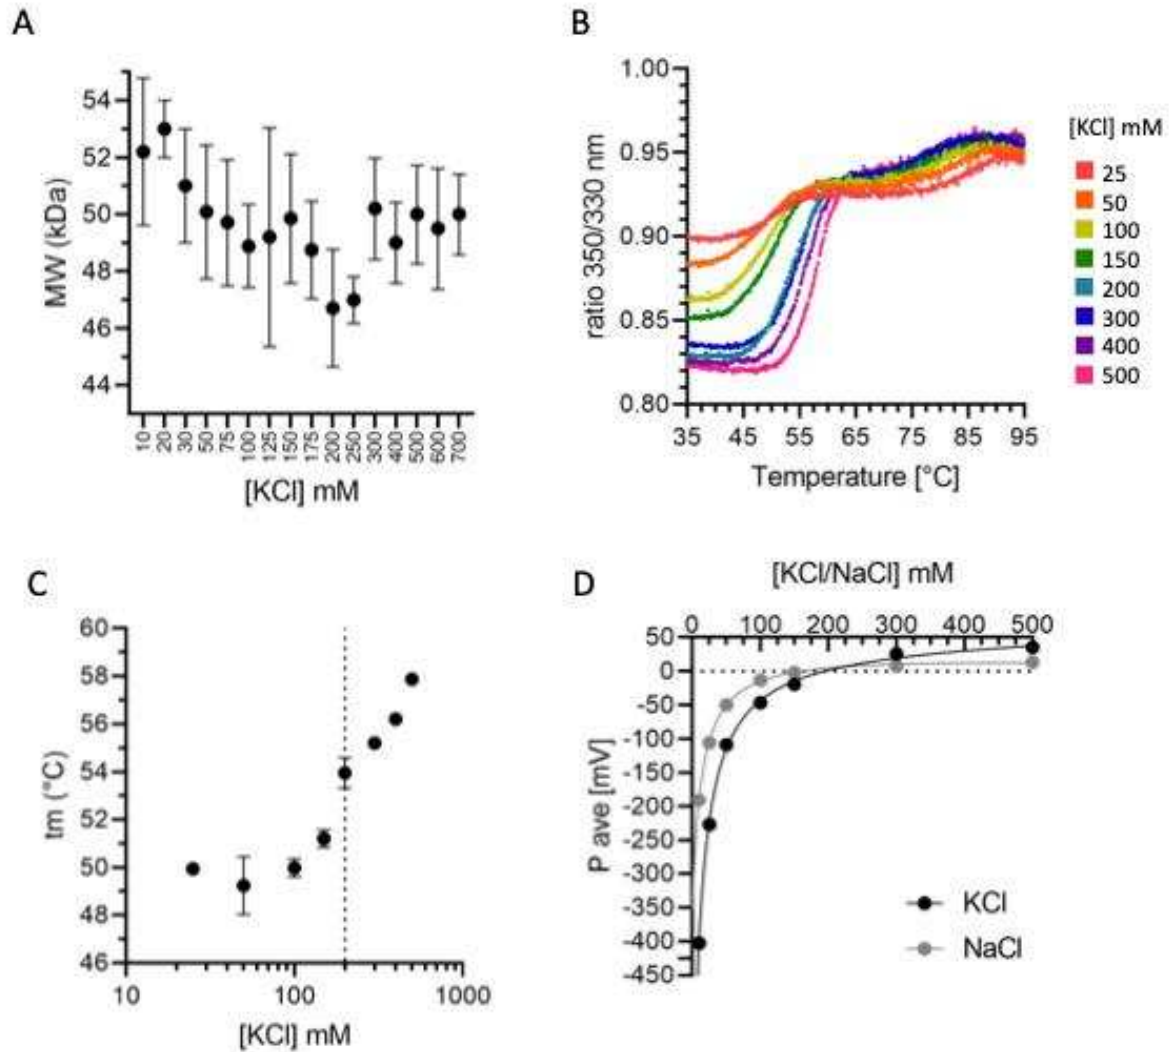 A
MW (kDa)
54
52
50
48
46
44
10 20 30 50 75 100 125 150 175 200 250 300 400 500 600 700
[KCl] mM
B
ratio 350/330 nm
1.00
0.95
0.90
0.85
0.80
35 45 55 65 75 85 95
Temperature [°C]
[KCl] mM
25
50
100
150
200
300
400
500
C
tm (°C)
60
58
56
54
52
50
48
46
10 100 1000
[KCl] mM
D
[KCl/NaCl] mM
0 100 200 300 400 500
P ave [mV]
50
0
-50
-100
-150
-200
-250
-300
-350
-400
-450
KCl
NaCl